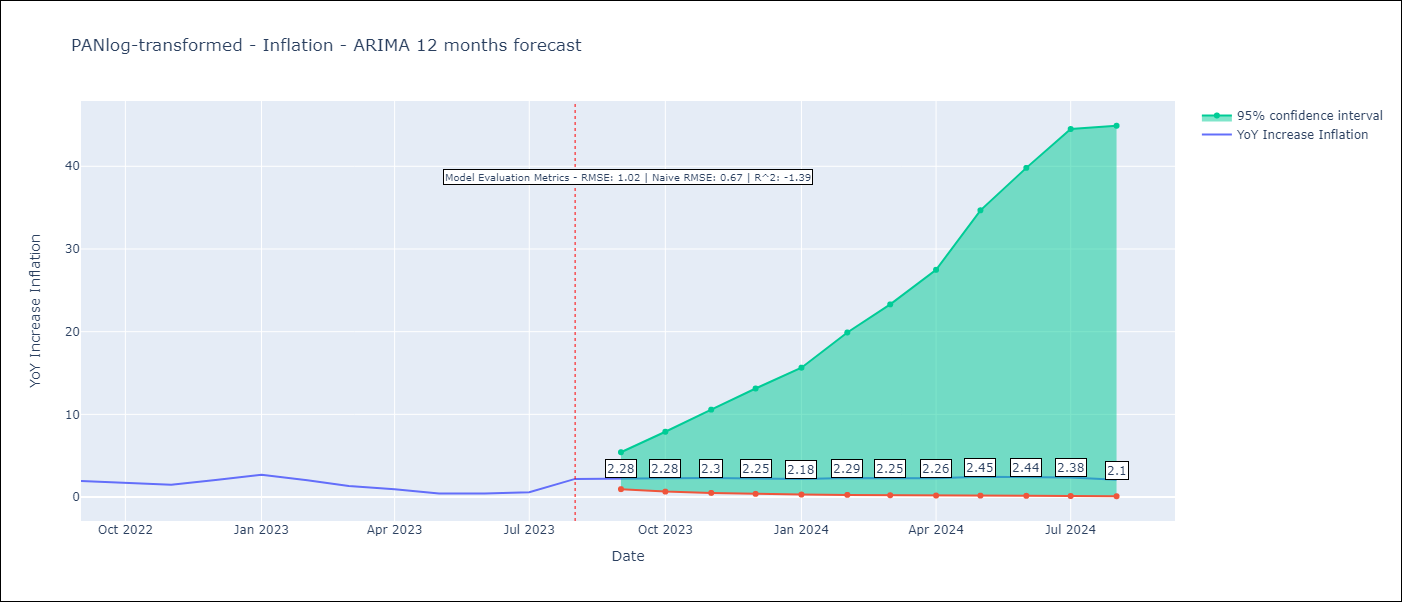 PANlog-transformed - Inflation - ARIMA 12 months forecast
95% confidence interval
YoY Increase Inflation
Model Evaluation Metrics - RMSE: 1.02 | Naive RMSE: 0.67 | R^2: -1.39
YoY Increase Inflation
40
30
20
10
0
2.28
2.28
2.3
2.25
2.18
2.29
2.25
2.26
2.45
2.44
2.38
2.1
Oct 2022
Jan 2023
Apr 2023
Jul 2023
Oct 2023
Jan 2024
Apr 2024
Jul 2024
Date